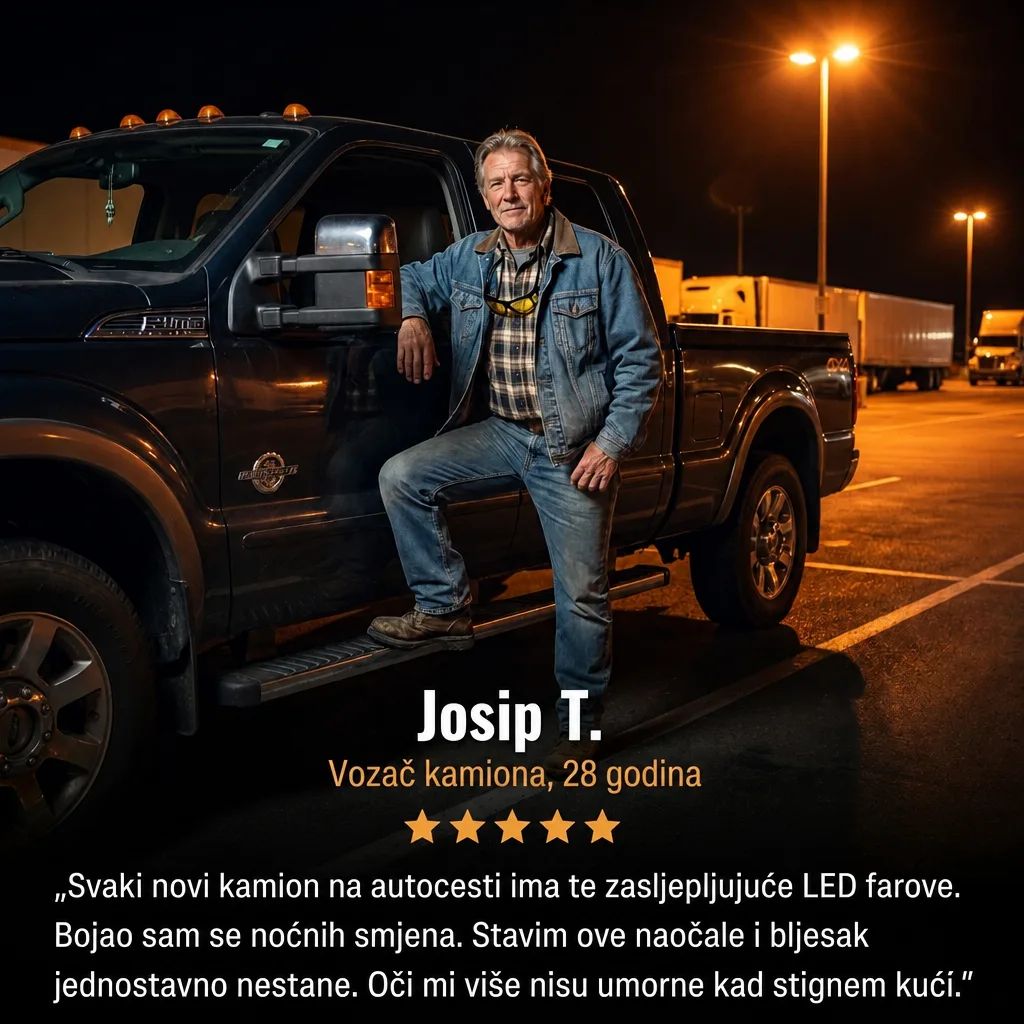 Josip T.
Vozač kamiona, 28 godina
„Svaki novi kamion na autocesti ima te zasljepljujuće LED farove.
Bojao sam se noćnih smjena. Stavim ove naočale i bljesak
jednostavno nestane. Oči mi više nisu umorne kad stignem kući.”
4X4